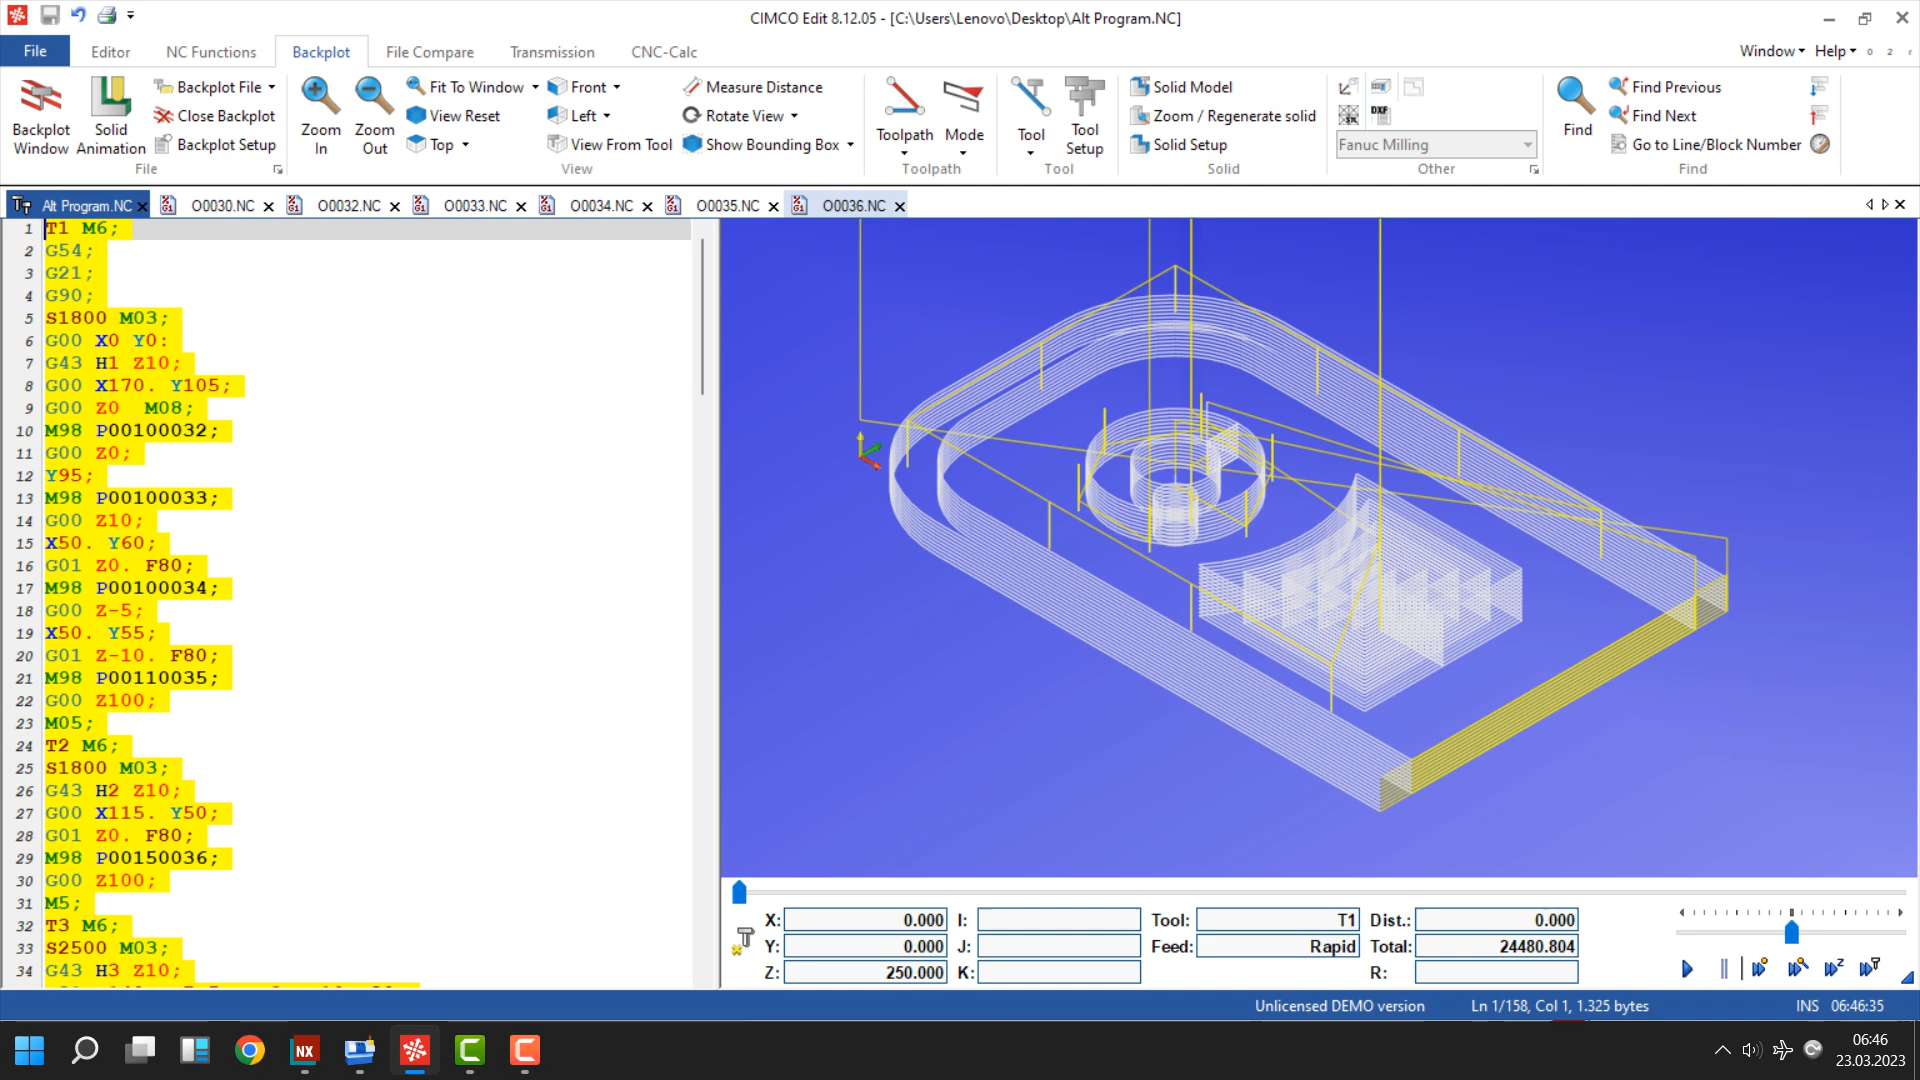 CIMCO Edit 8.12.05 - [C:\Users\Lenovo\Desktop\Alt Program.NC]
File Editor NC Functions Backplot File Compare Transmission CNC-Calc Window Help
Backplot Window
Solid Animation
Backplot File
Close Backplot
Backplot Setup
File
Zoom In
Zoom Out
Fit To Window
View Reset
Top
Front
Left
View From Tool
Measure Distance
Rotate View
Show Bounding Box
View
Toolpath
Mode
Toolpath
Tool
Tool Setup
Tool
Solid Model
Zoom / Regenerate solid
Solid Setup
Solid
DXF
Fanuc Milling
Other
Find
Find Previous
Find Next
Go to Line/Block Number
Find
Alt Program.NC O0030.NC O0032.NC O0033.NC O0034.NC O0035.NC O0036.NC
1 T1 M6;
2 G54;
3 G21;
4 G90;
5 S1800 M03;
6 G00 X0 Y0:
7 G43 H1 Z10;
8 G00 X170. Y105;
9 G00 Z0  M08;
10 M98 P00100032;
11 G00 Z0;
12 Y95;
13 M98 P00100033;
14 G00 Z10;
15 X50. Y60;
16 G01 Z0. F80;
17 M98 P00100034;
18 G00 Z-5;
19 X50. Y55;
20 G01 Z-10. F80;
21 M98 P00110035;
22 G00 Z100;
23 M05;
24 T2 M6;
25 S1800 M03;
26 G43 H2 Z10;
27 G00 X115. Y50;
28 G01 Z0. F80;
29 M98 P00150036;
30 G00 Z100;
31 M5;
32 T3 M6;
33 S2500 M03;
34 G43 H3 Z10;
X: 0.000 I: Tool: T1 Dist.: 0.000
Y: 0.000 J: Feed: Rapid Total: 24480.804
Z: 250.000 K: R:
Unlicensed DEMO version Ln 1/158, Col 1, 1.325 bytes INS 06:46:35
NX
06:46
23.03.2023